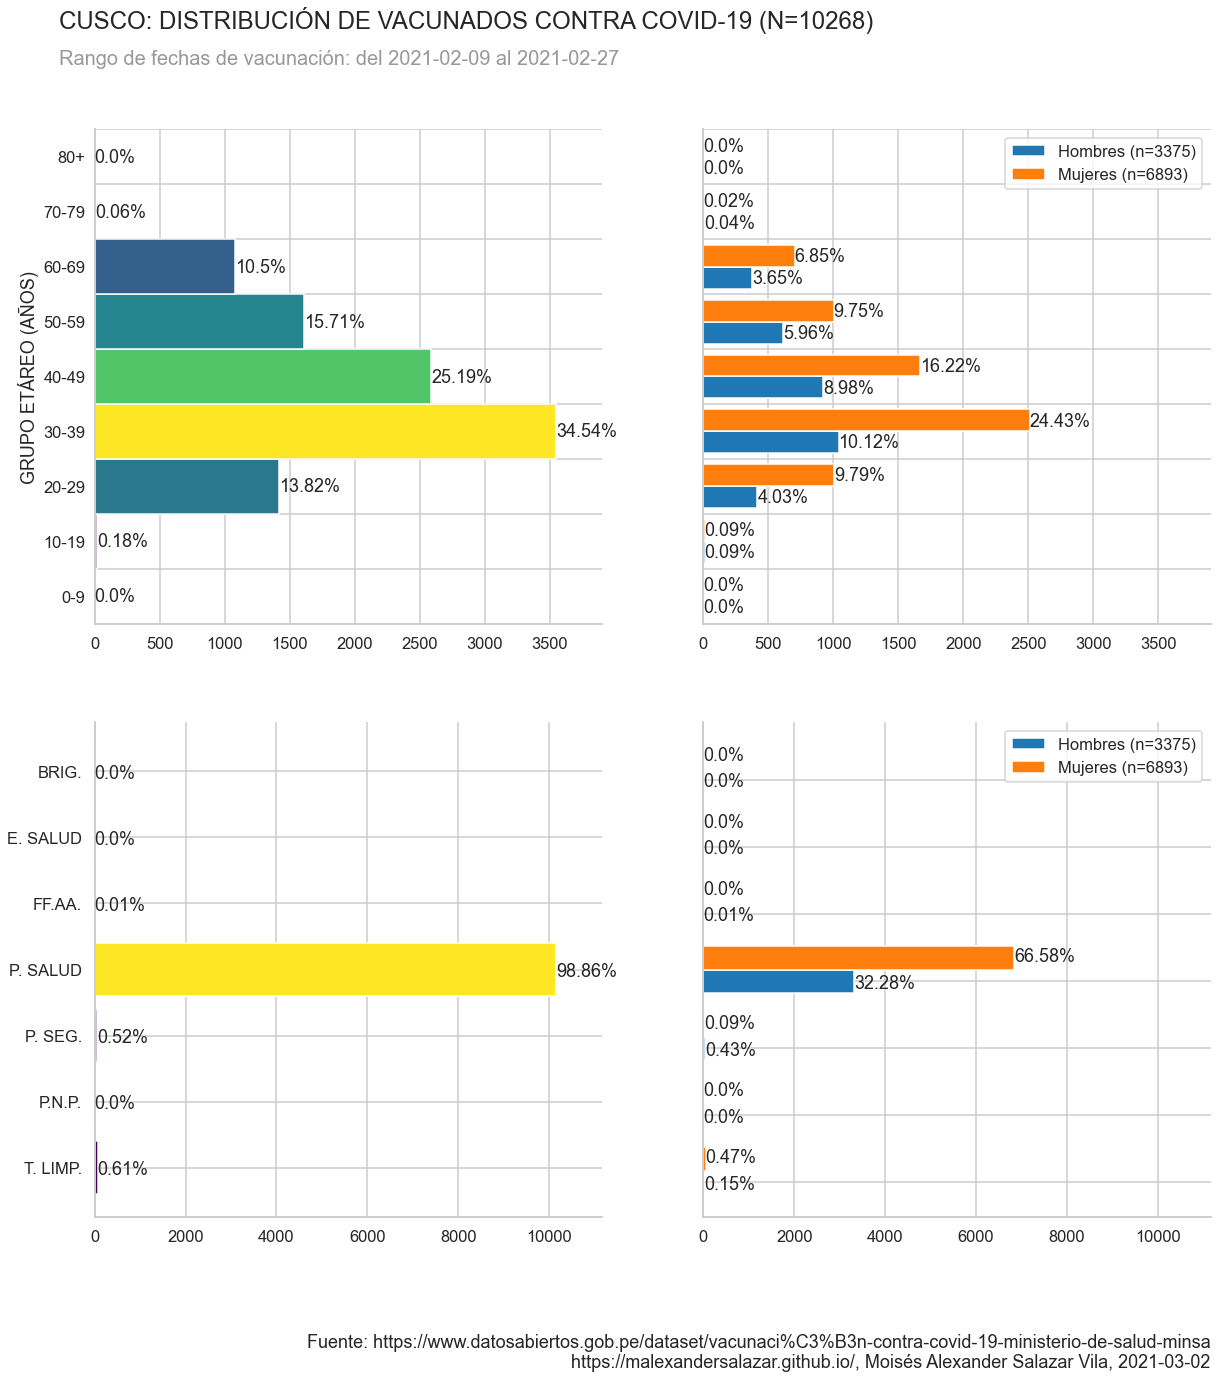 CUSCO: DISTRIBUCIÓN DE VACUNADOS CONTRA COVID-19 (N=10268)
Rango de fechas de vacunación: del 2021-02-09 al 2021-02-27
GRUPO ETÁREO (AÑOS)
80+ 0.0%
70-79 0.06%
60-69 10.5%
50-59 15.71%
40-49 25.19%
30-39 34.54%
20-29 13.82%
10-19 0.18%
0-9 0.0%
0 500 1000 1500 2000 2500 3000 3500
Hombres (n=3375)
Mujeres (n=6893)
0.0%
0.0%
0.02%
0.04%
6.85%
3.65%
9.75%
5.96%
16.22%
8.98%
24.43%
10.12%
9.79%
4.03%
0.09%
0.09%
0.0%
0.0%
0 500 1000 1500 2000 2500 3000 3500
BRIG. 0.0%
E. SALUD 0.0%
FF.AA. 0.01%
P. SALUD 98.86%
P. SEG. 0.52%
P.N.P. 0.0%
T. LIMP. 0.61%
0 2000 4000 6000 8000 10000
Hombres (n=3375)
Mujeres (n=6893)
0.0%
0.0%
0.0%
0.0%
0.0%
0.01%
66.58%
32.28%
0.09%
0.43%
0.0%
0.0%
0.47%
0.15%
0 2000 4000 6000 8000 10000
Fuente: https://www.datosabiertos.gob.pe/dataset/vacunaci%C3%B3n-contra-covid-19-ministerio-de-salud-minsa
https://malexandersalazar.github.io/, Moisés Alexander Salazar Vila, 2021-03-02